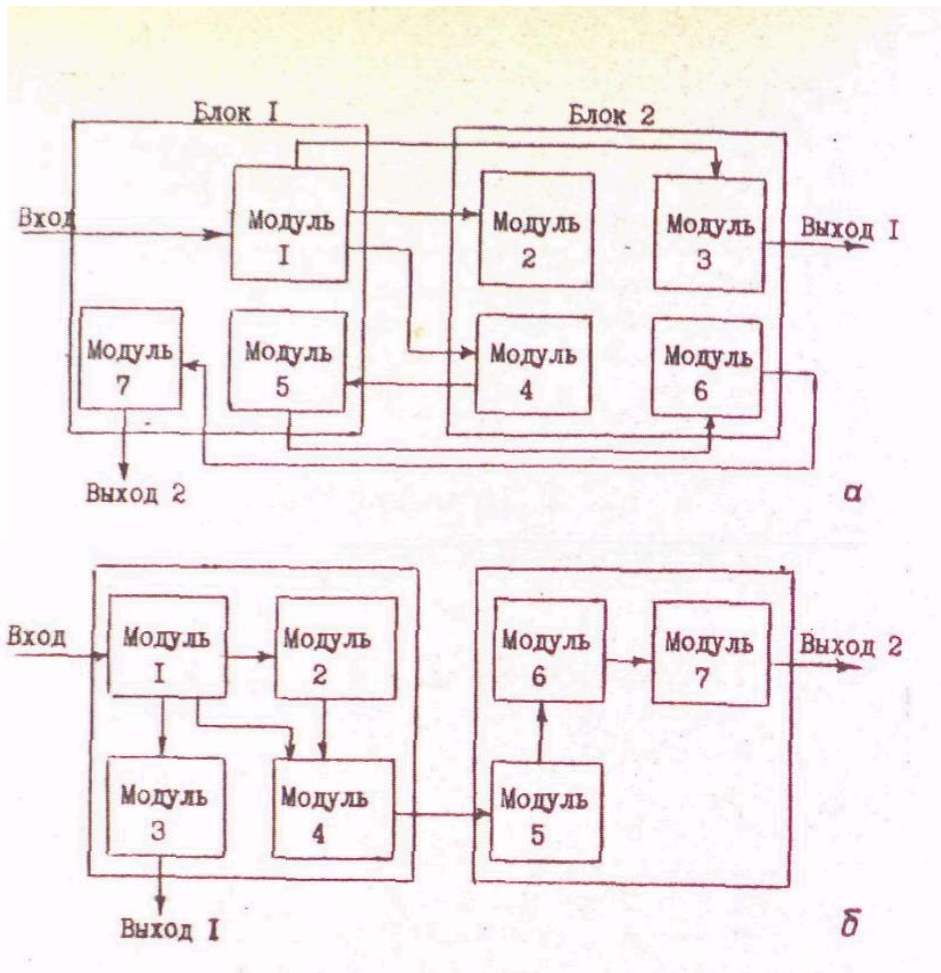 Блок I
Блок 2
Вход
Модуль
I
Модуль
2
Модуль
3
Выход I
Модуль
7
Модуль
5
Модуль
4
Модуль
6
Выход 2
а
Вход
Модуль
I
Модуль
2
Модуль
6
Модуль
7
Выход 2
Модуль
3
Модуль
4
Модуль
5
Выход I
б